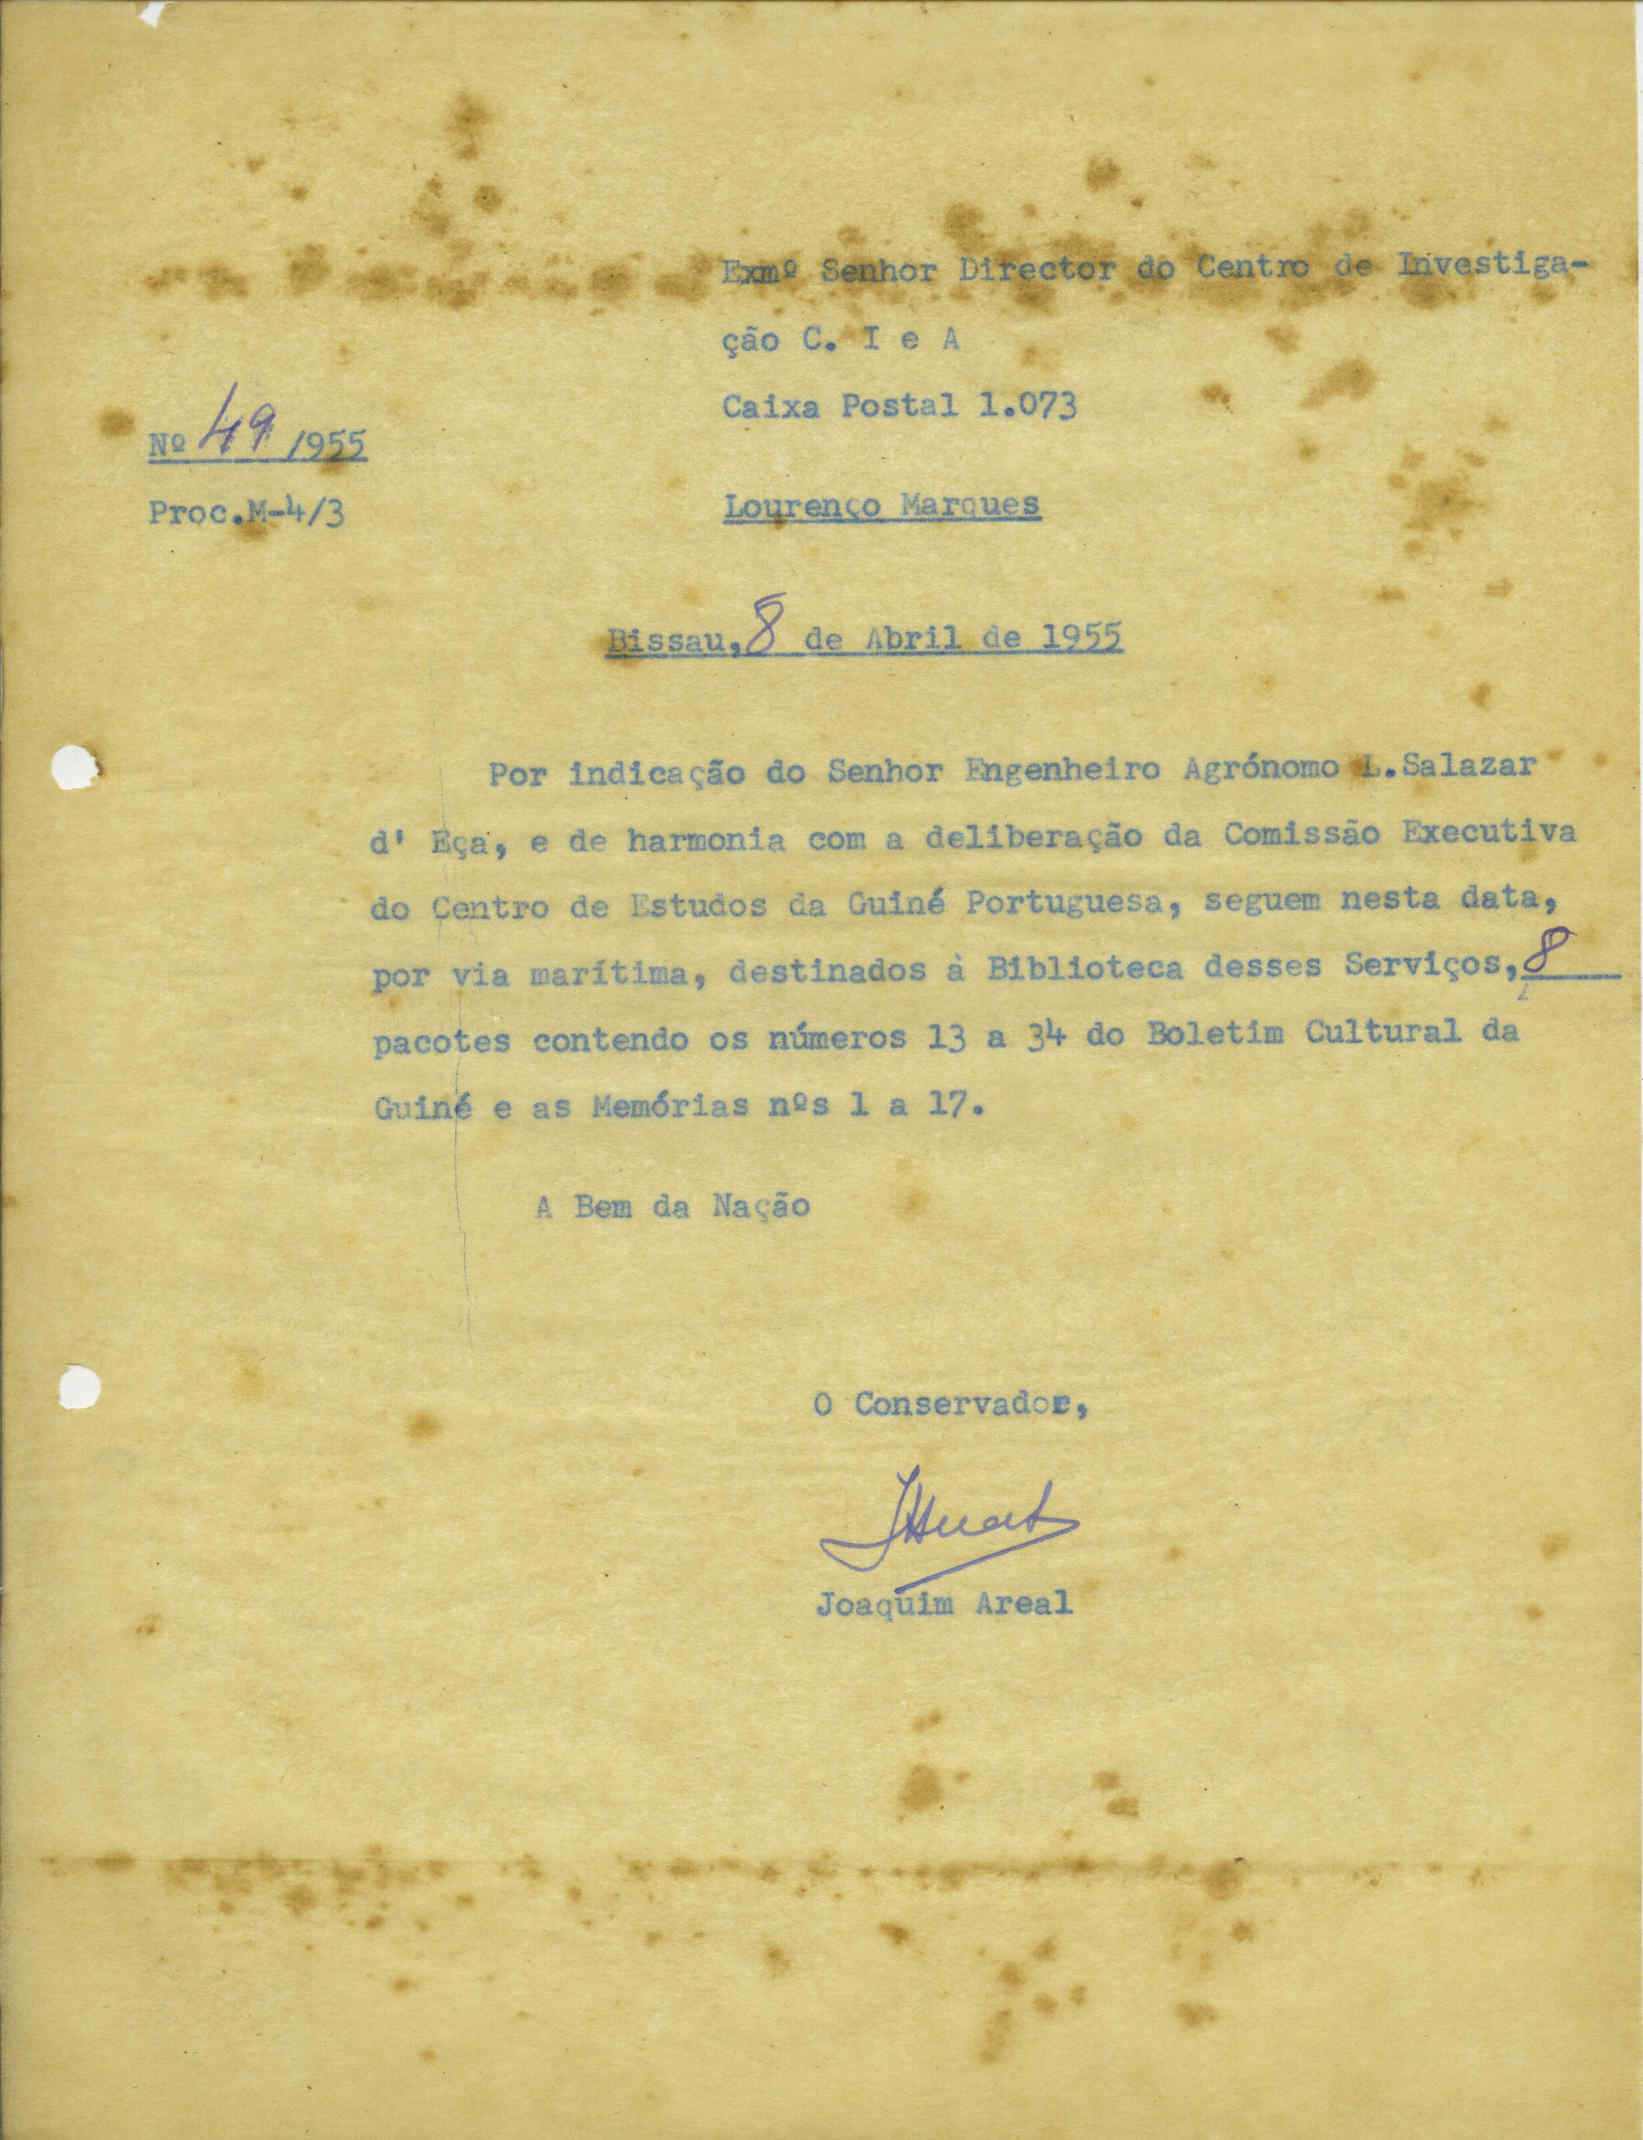 Exmº Senhor Director do Centro de Investiga-
ção C. I e A
Caixa Postal 1.073
Nº 49 /1955
Proc.M-4/3
Lourenço Marques
Bissau, 8 de Abril de 1955
Por indicação do Senhor Engenheiro Agrónomo L.Salazar
d' Eça, e de harmonia com a deliberação da Comissão Executiva
do Centro de Estudos da Guiné Portuguesa, seguem nesta data,
por via marítima, destinados à Biblioteca desses Serviços, 8
pacotes contendo os números 13 a 34 do Boletim Cultural da
Guiné e as Memórias nºs 1 a 17.
A Bem da Nação
O Conservador,
Joaquim Areal